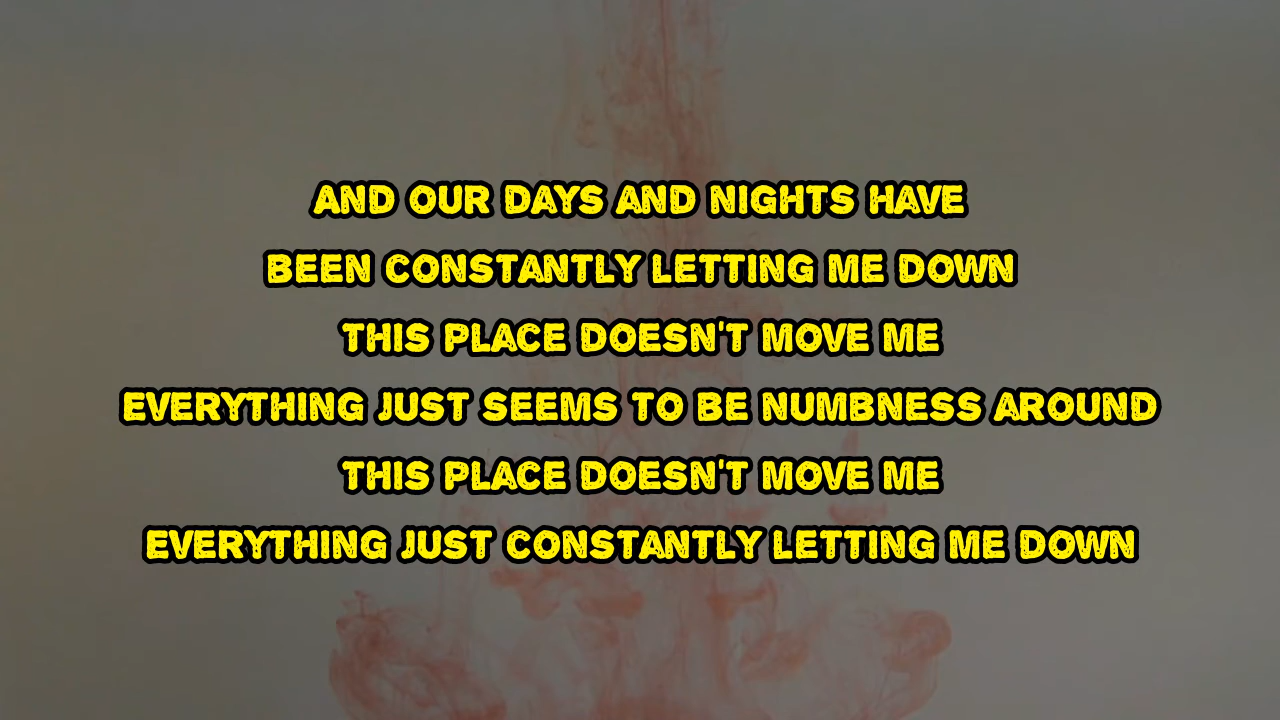 AND OUR DAYS AND NIGHTS HAVE
BEEN CONSTANTLY LETTING ME DOWN
THIS PLACE DOESN'T MOVE ME
EVERYTHING JUST SEEMS TO BE NUMBNESS AROUND
THIS PLACE DOESN'T MOVE ME
EVERYTHING JUST CONSTANTLY LETTING ME DOWN